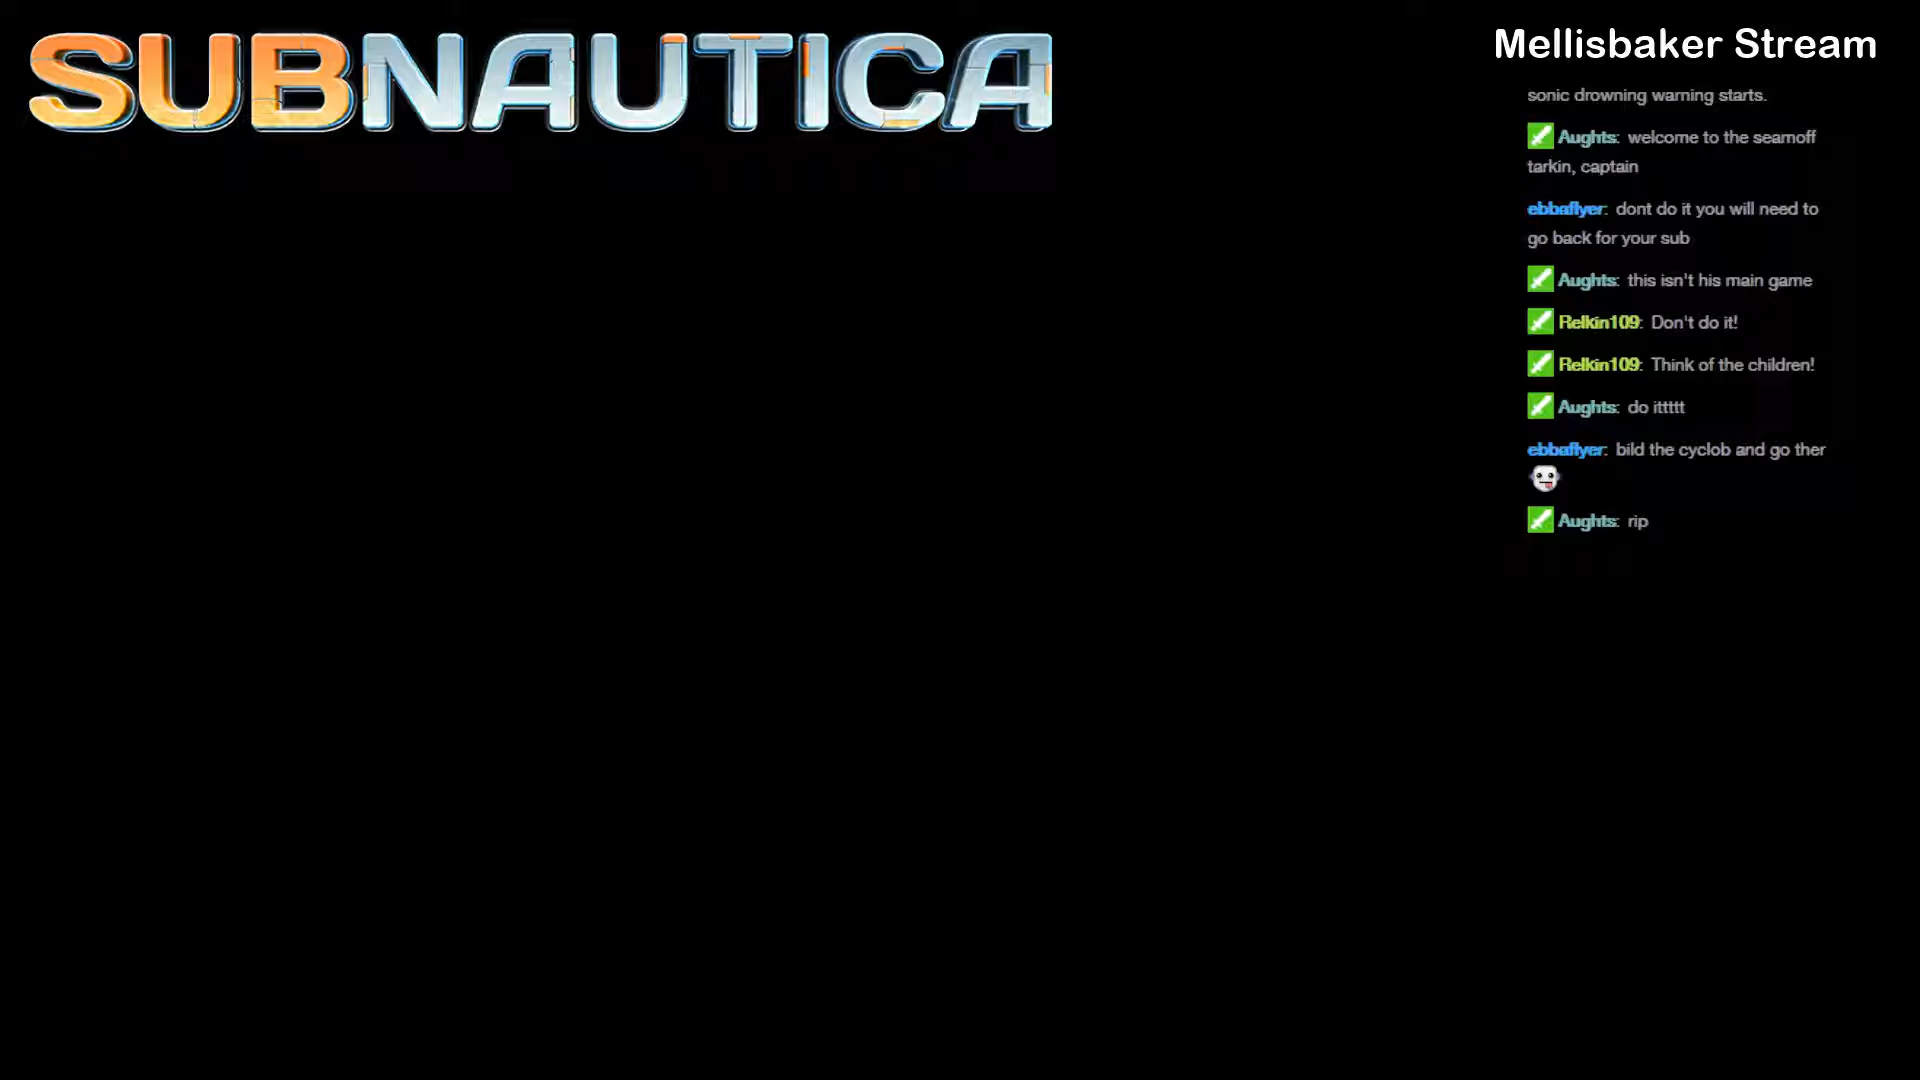 SUBNAUTICA
Mellisbaker Stream
sonic drowning warning starts.
Aughts: welcome to the seamoff
tarkin, captain
ebbaflyer: dont do it you will need to
go back for your sub
Aughts: this isn't his main game
Relkin109: Don't do it!
Relkin109: Think of the children!
Aughts: do ittttt
ebbaflyer: bild the cyclob and go ther
Aughts: rip